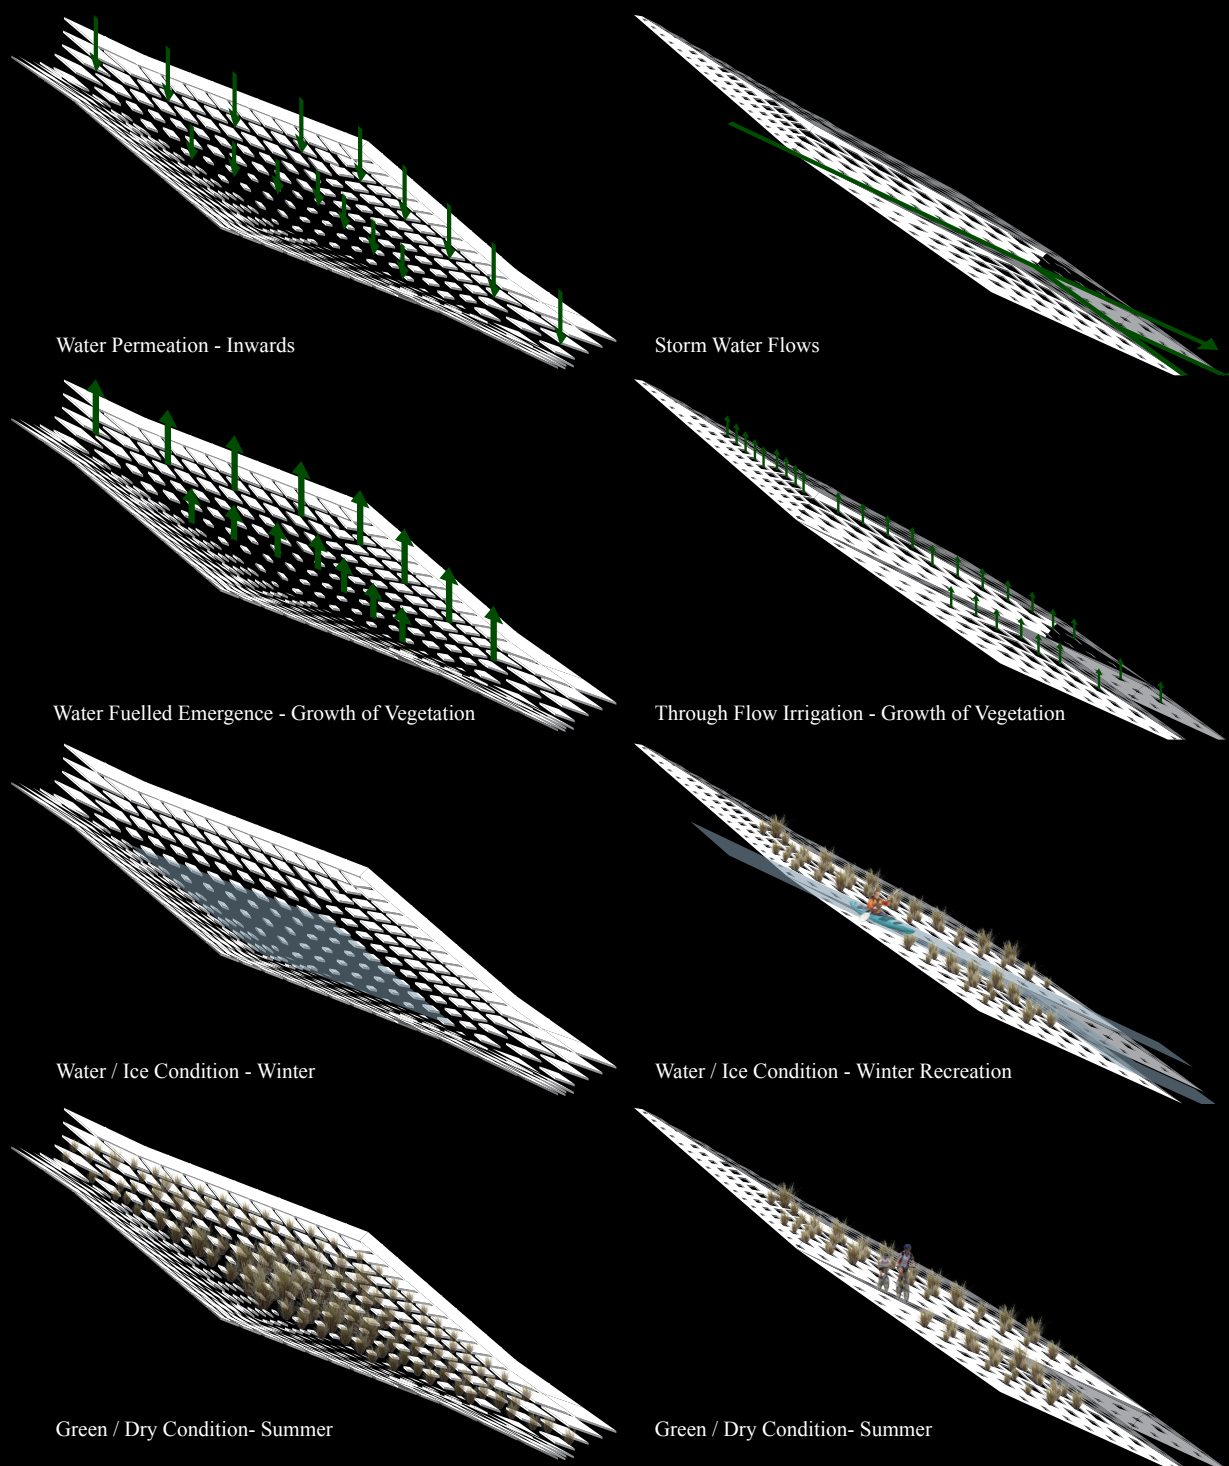 Water Permeation - Inwards
Storm Water Flows
Water Fuelled Emergence - Growth of Vegetation
Through Flow Irrigation - Growth of Vegetation
Water / Ice Condition - Winter
Water / Ice Condition - Winter Recreation
Green / Dry Condition- Summer
Green / Dry Condition- Summer